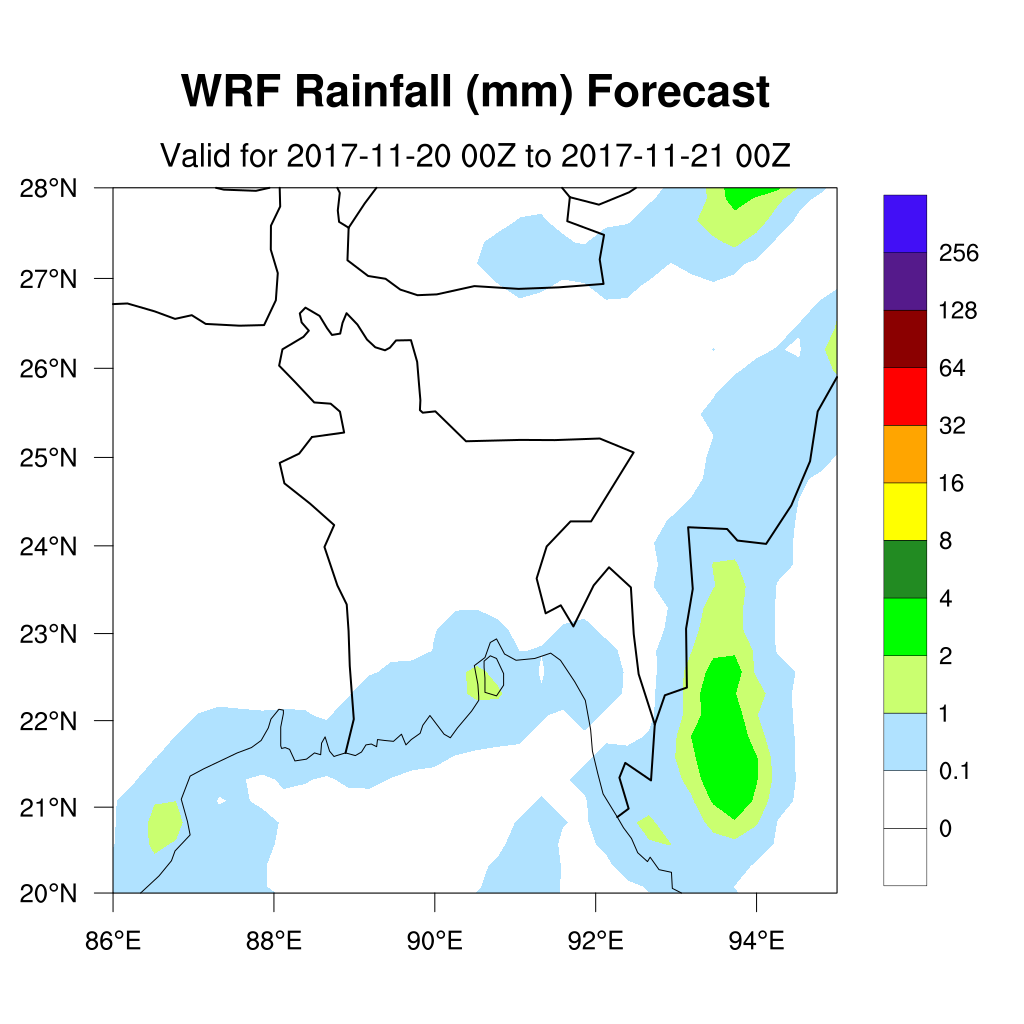 WRF Rainfall (mm) Forecast
Valid for 2017-11-20 00Z to 2017-11-21 00Z
28°N
27°N
26°N
25°N
24°N
23°N
22°N
21°N
20°N
86°E 88°E 90°E 92°E 94°E
256
128
64
32
16
8
4
2
1
0.1
0